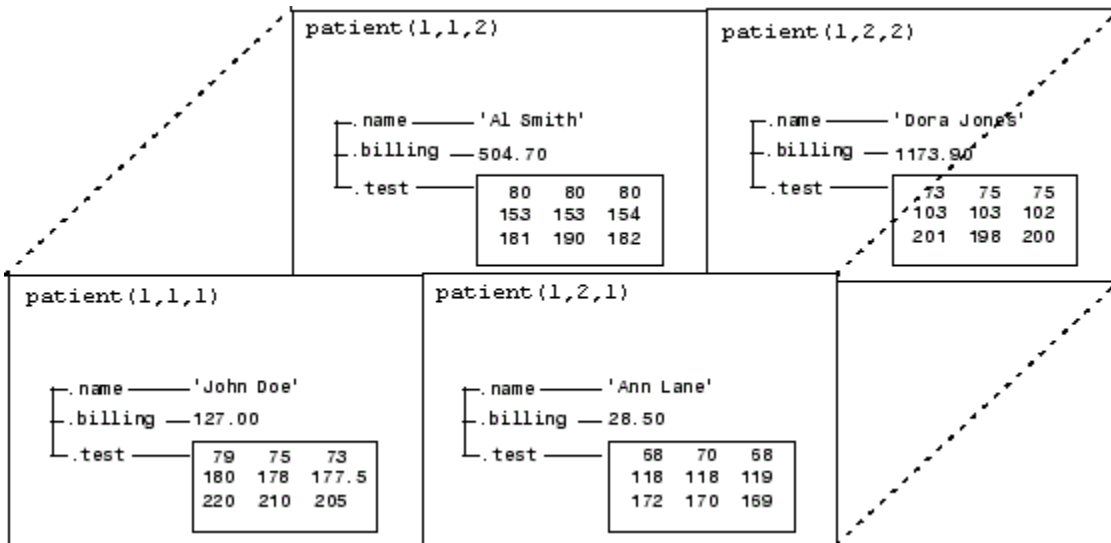 patient(1,1,2)
.name 'Al Smith'
.billing 504.70
.test
80 80 80
153 153 154
181 190 182
patient(1,2,2)
.name 'Dora Jones'
.billing 1173.90
.test
73 75 75
103 103 102
201 198 200
patient(1,1,1)
.name 'John Doe'
.billing 127.00
.test
79 75 73
180 178 177.5
220 210 205
patient(1,2,1)
.name 'Ann Lane'
.billing 28.50
.test
68 70 68
118 118 119
172 170 169